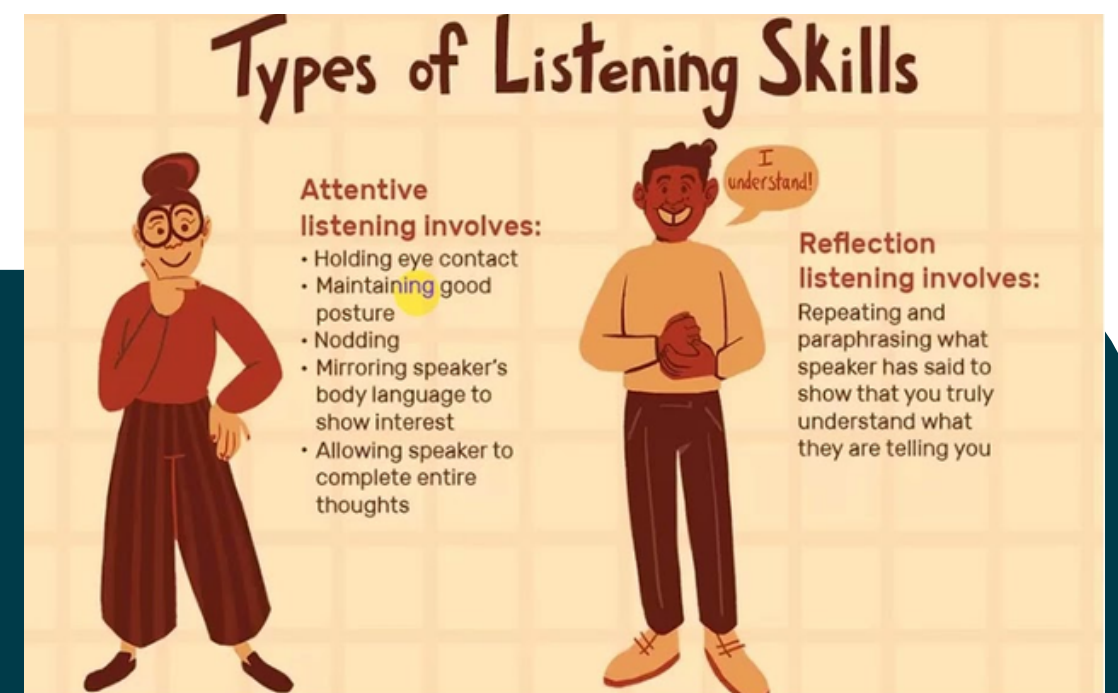 Types of Listening Skills
Attentive
listening involves:
• Holding eye contact
• Maintaining good
posture
• Nodding
• Mirroring speaker's
body language to
show interest
• Allowing speaker to
complete entire
thoughts
I
understand!
Reflection
listening involves:
Repeating and
paraphrasing what
speaker has said to
show that you truly
understand what
they are telling you